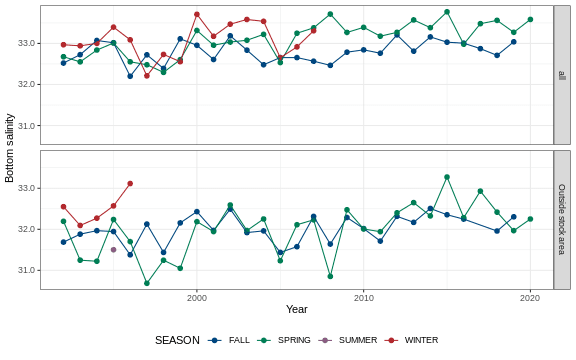 33.0
32.0
31.0
all
Bottom salinity
33.0
32.0
31.0
Outside stock area
2000
2010
2020
Year
SEASON
FALL
SPRING
SUMMER
WINTER